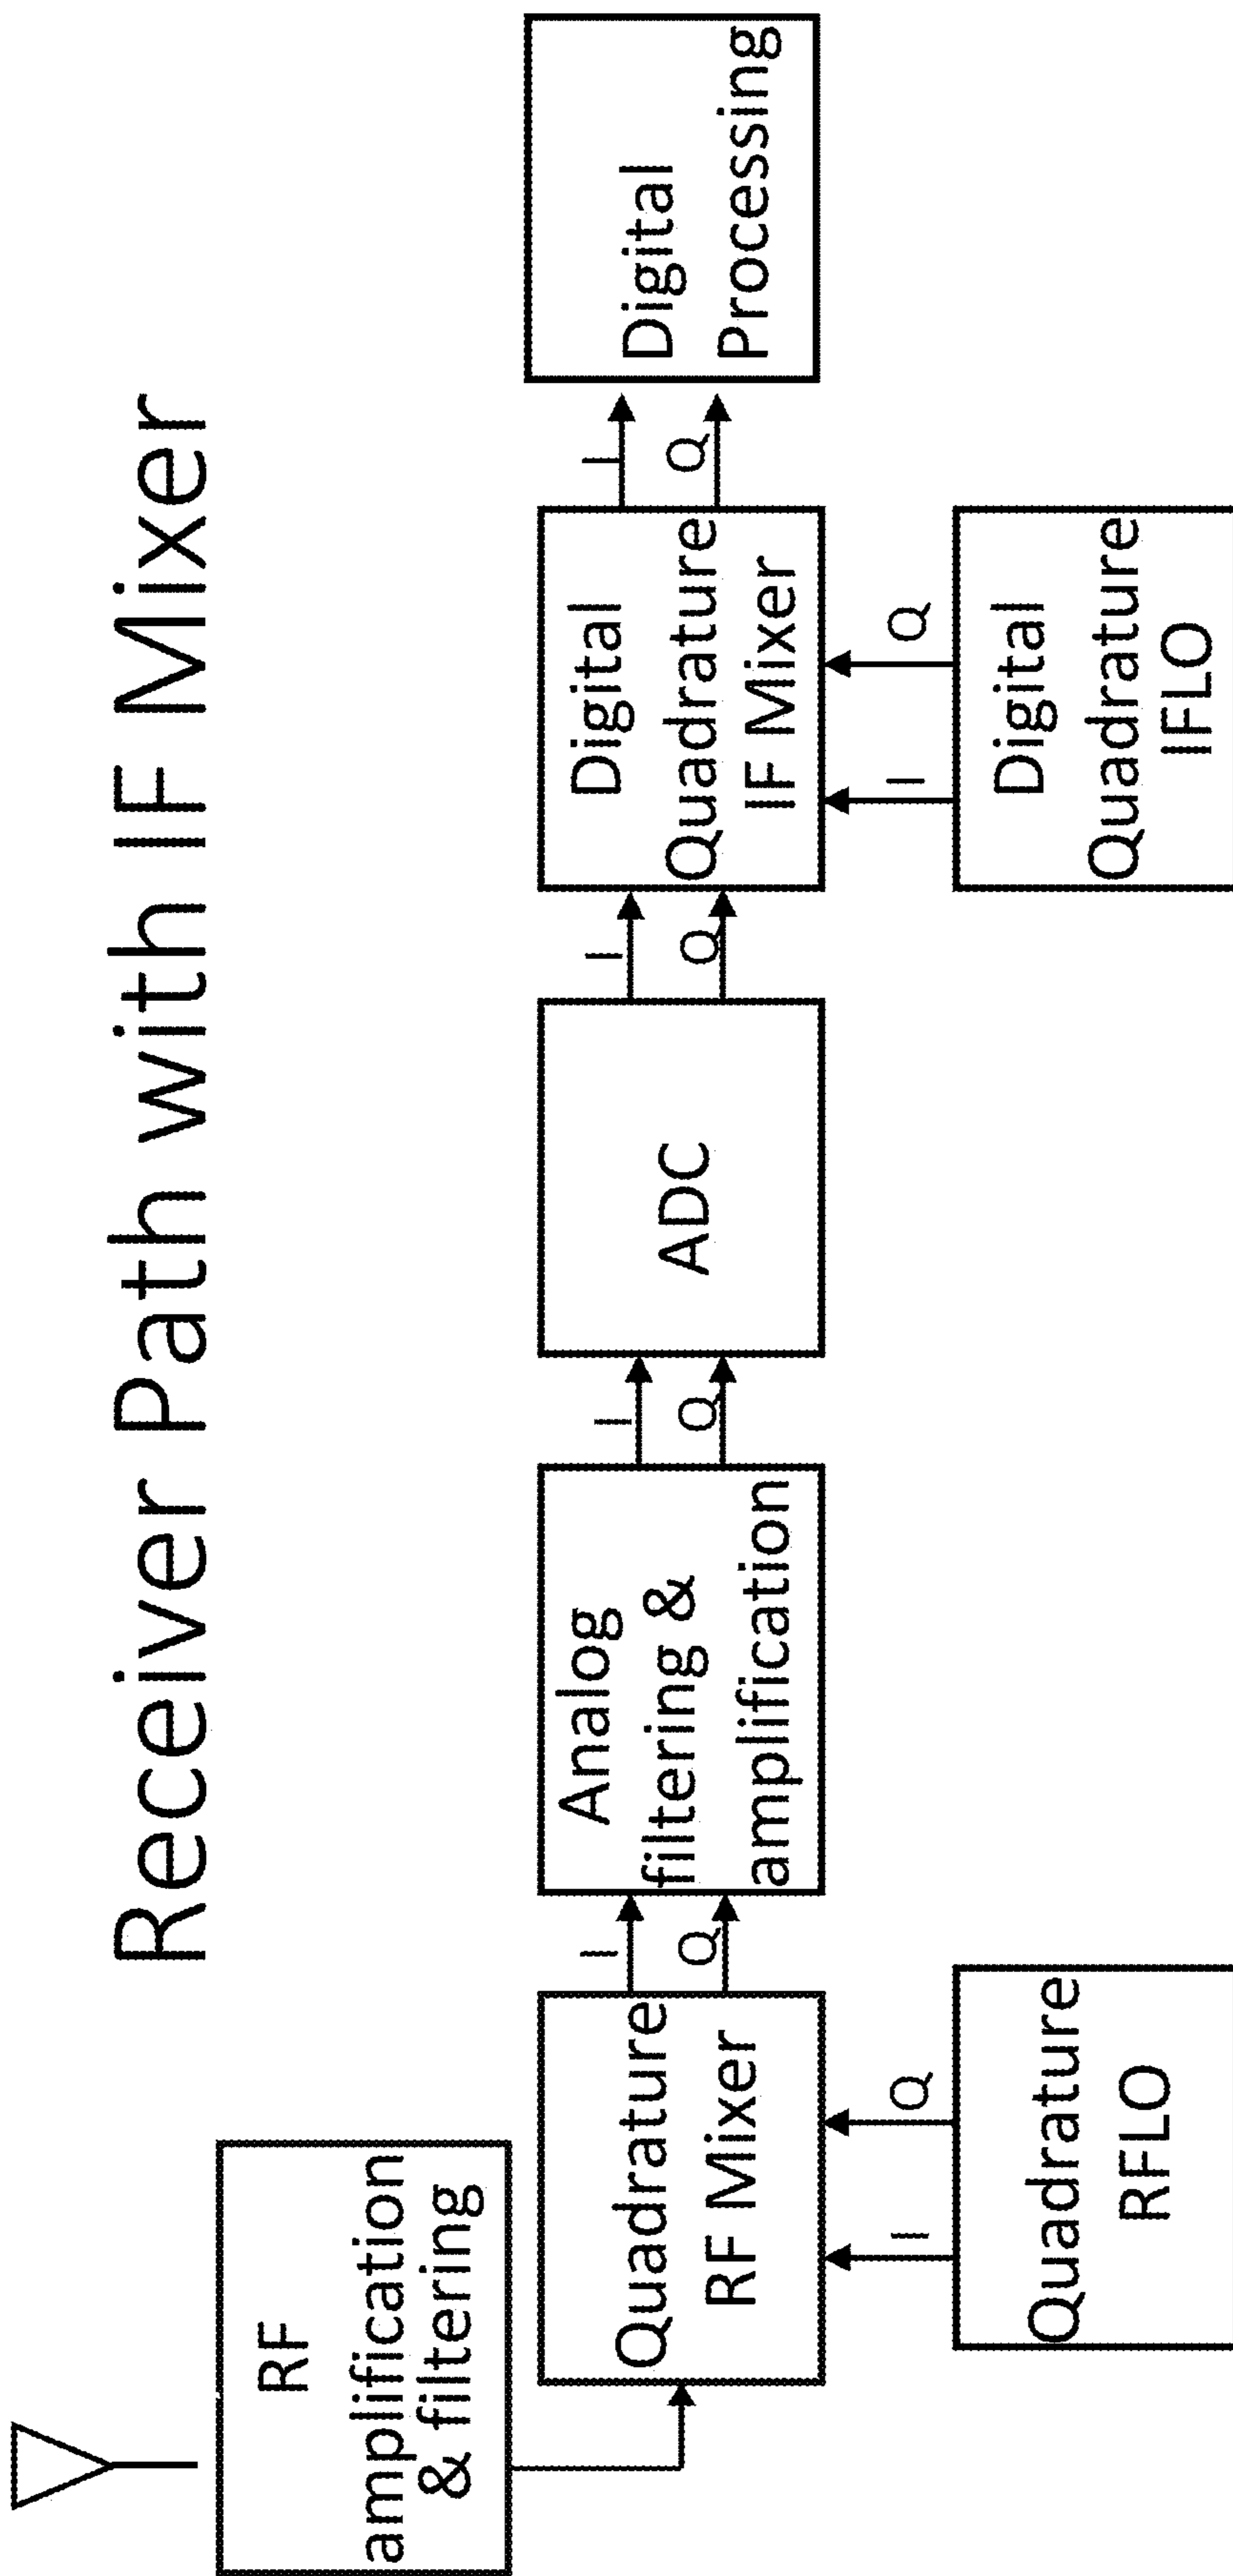 Receiver Path with IF Mixer
RF
amplification
& filtering
Quadrature
RF Mixer
I
Q
Quadrature
RFLO
I
Q
Analog
filtering &
amplification
I
Q
ADC
I
Q
Digital
Quadrature
IF Mixer
I
Q
Digital
Quadrature
IFLO
I
Q
Digital
Processing